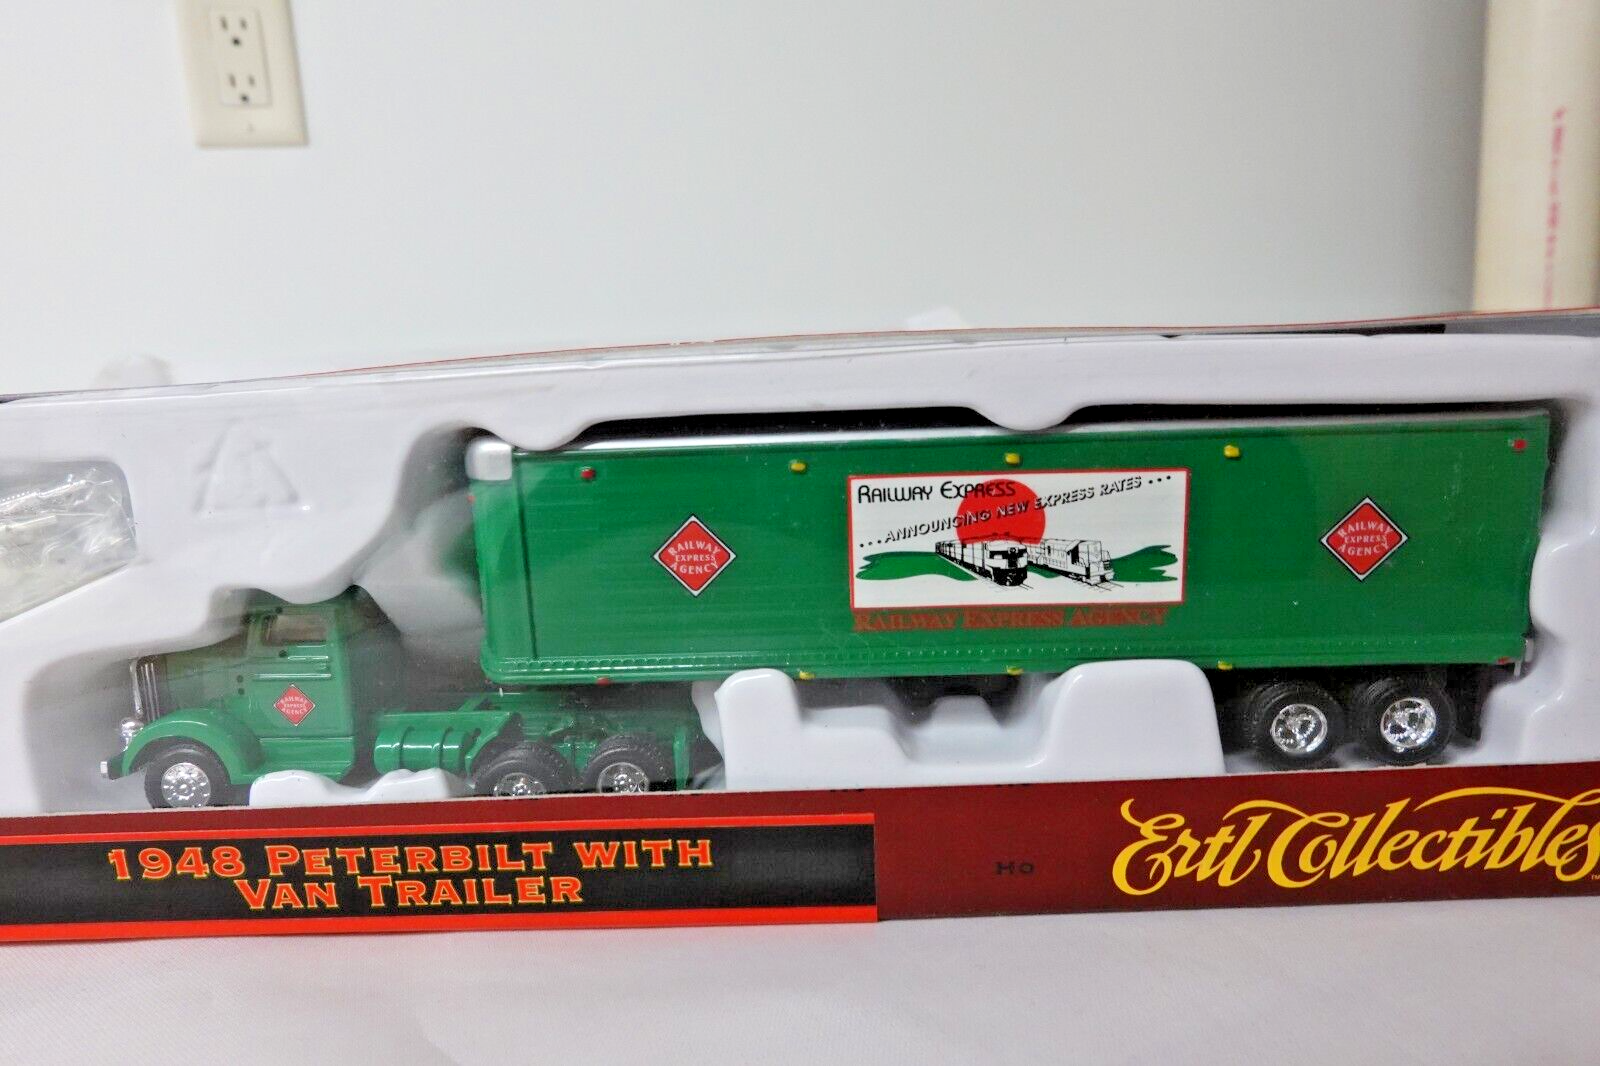 RAILWAY EXPRESS
...ANNOUNCING NEW EXPRESS RATES...
RAILWAY
EXPRESS
AGENCY
RAILWAY
EXPRESS
AGENCY
RAILWAY EXPRESS AGENCY
RAILWAY
EXPRESS
AGENCY
1948 PETERBILT WITH
VAN TRAILER
HO
Ertl Collectibles™